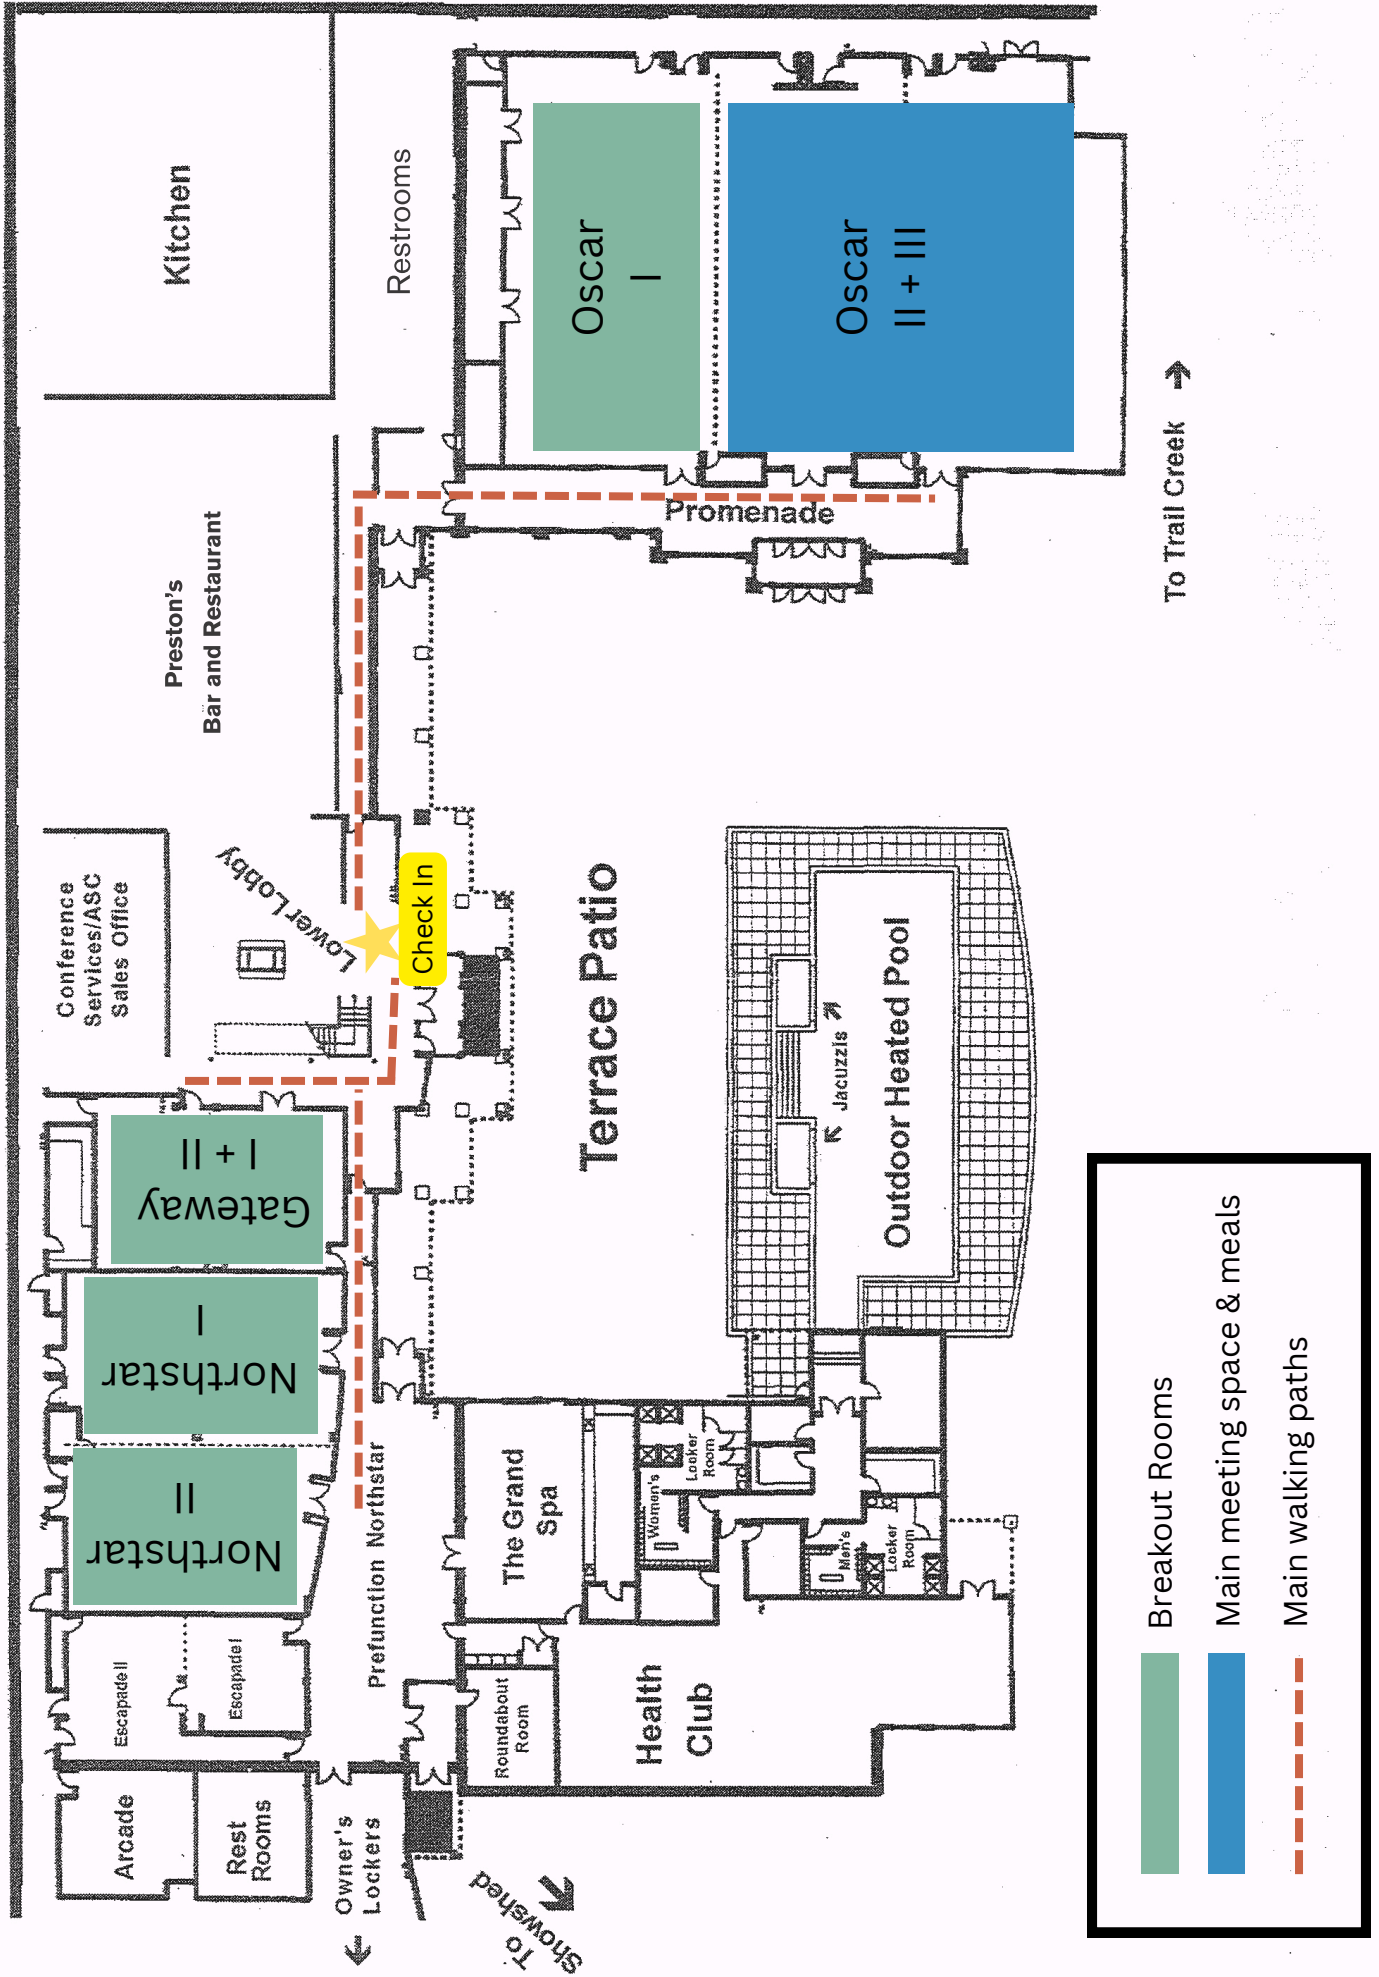 Kitchen
Restrooms
Oscar
I
Oscar
II + III
Preston's
Bar and Restaurant
Promenade
To Trail Creek →
Conference
Services/ASC
Sales Office
Lower Lobby
Check In
Terrace Patio
← Jacuzzis →
Outdoor Heated Pool
Gateway
I + II
Northstar
I
Northstar
II
Prefunction Northstar
Escapade II
Escapade I
Arcade
Rest
Rooms
← Owner's
Lockers
To
Showshed
The Grand
Spa
Women's
Locker
Room
Men's
Locker
Room
Roundabout
Room
Health
Club
Breakout Rooms
Main meeting space & meals
Main walking paths